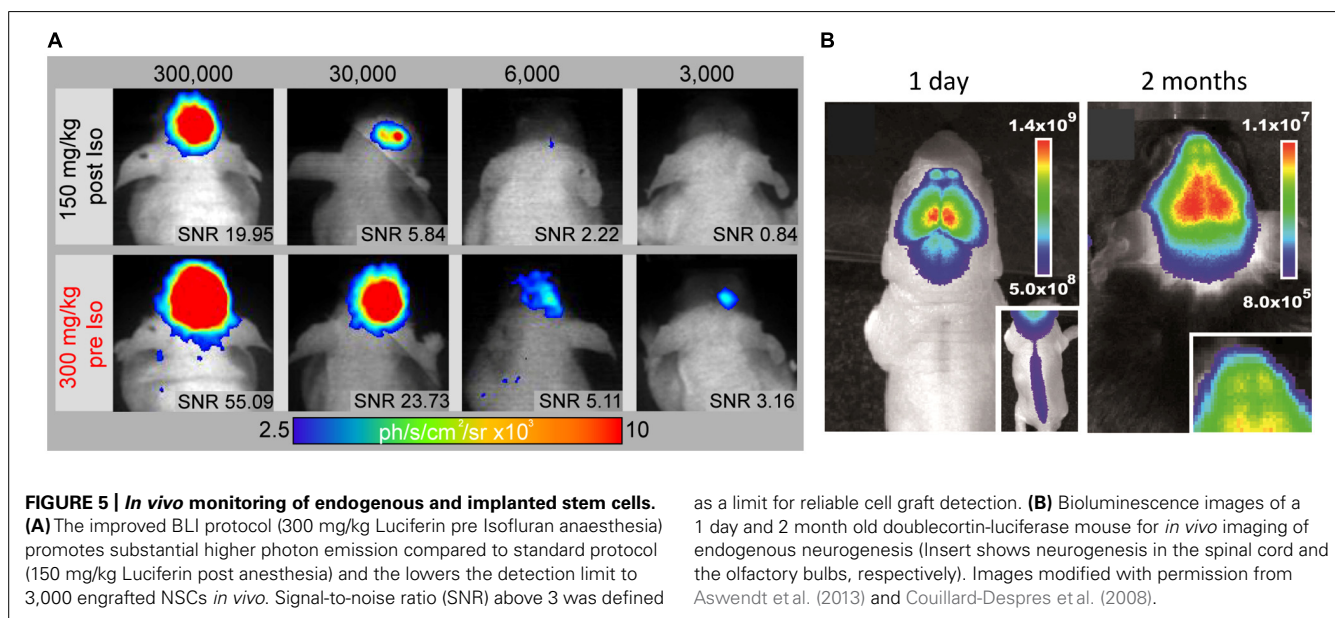 A
300,000 30,000 6,000 3,000
150 mg/kg
post Iso
SNR 19.95 SNR 5.84 SNR 2.22 SNR 0.84
300 mg/kg
pre Iso
SNR 55.09 SNR 23.73 SNR 5.11 SNR 3.16
2.5 ph/s/cm²/sr x10³ 10
B
1 day 2 months
1.4x10⁹
5.0x10⁸
1.1x10⁷
8.0x10⁵
FIGURE 5 | In vivo monitoring of endogenous and implanted stem cells.
(A) The improved BLI protocol (300 mg/kg Luciferin pre Isofluran anaesthesia)
promotes substantial higher photon emission compared to standard protocol
(150 mg/kg Luciferin post anesthesia) and the lowers the detection limit to
3,000 engrafted NSCs in vivo. Signal-to-noise ratio (SNR) above 3 was defined
as a limit for reliable cell graft detection. (B) Bioluminescence images of a
1 day and 2 month old doublecortin-luciferase mouse for in vivo imaging of
endogenous neurogenesis (Insert shows neurogenesis in the spinal cord and
the olfactory bulbs, respectively). Images modified with permission from
Aswendt et al. (2013) and Couillard-Despres et al. (2008).